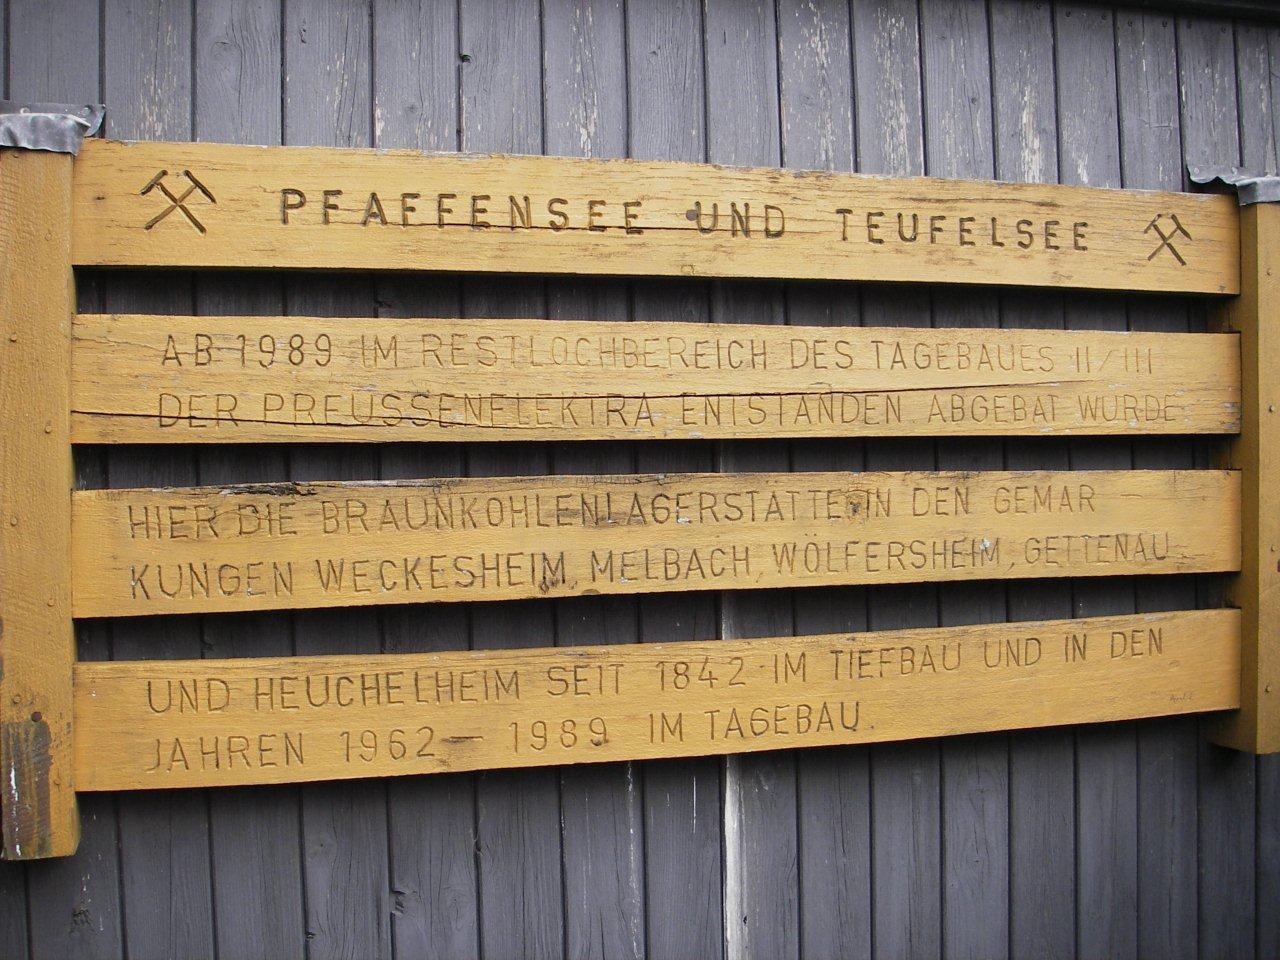 PFAFFENSEE UND TEUFELSEE
AB 1989 IM RESTLOCHBEREICH DES TAGEBAUES II/III
DER PREUSSENELEKTRA ENTSTANDEN ABGEBAT WURDE
HIER DIE BRAUNKOHLENLAGERSTATTE IN DEN GEMAR –
KUNGEN WECKESHEIM, MELBACH, WÖLFERSHEIM, GETTENAU,
UND HEUCHELHEIM SEIT 1842 IM TIEFBAU UND IN DEN
JAHREN 1962 – 1989 IM TAGEBAU.